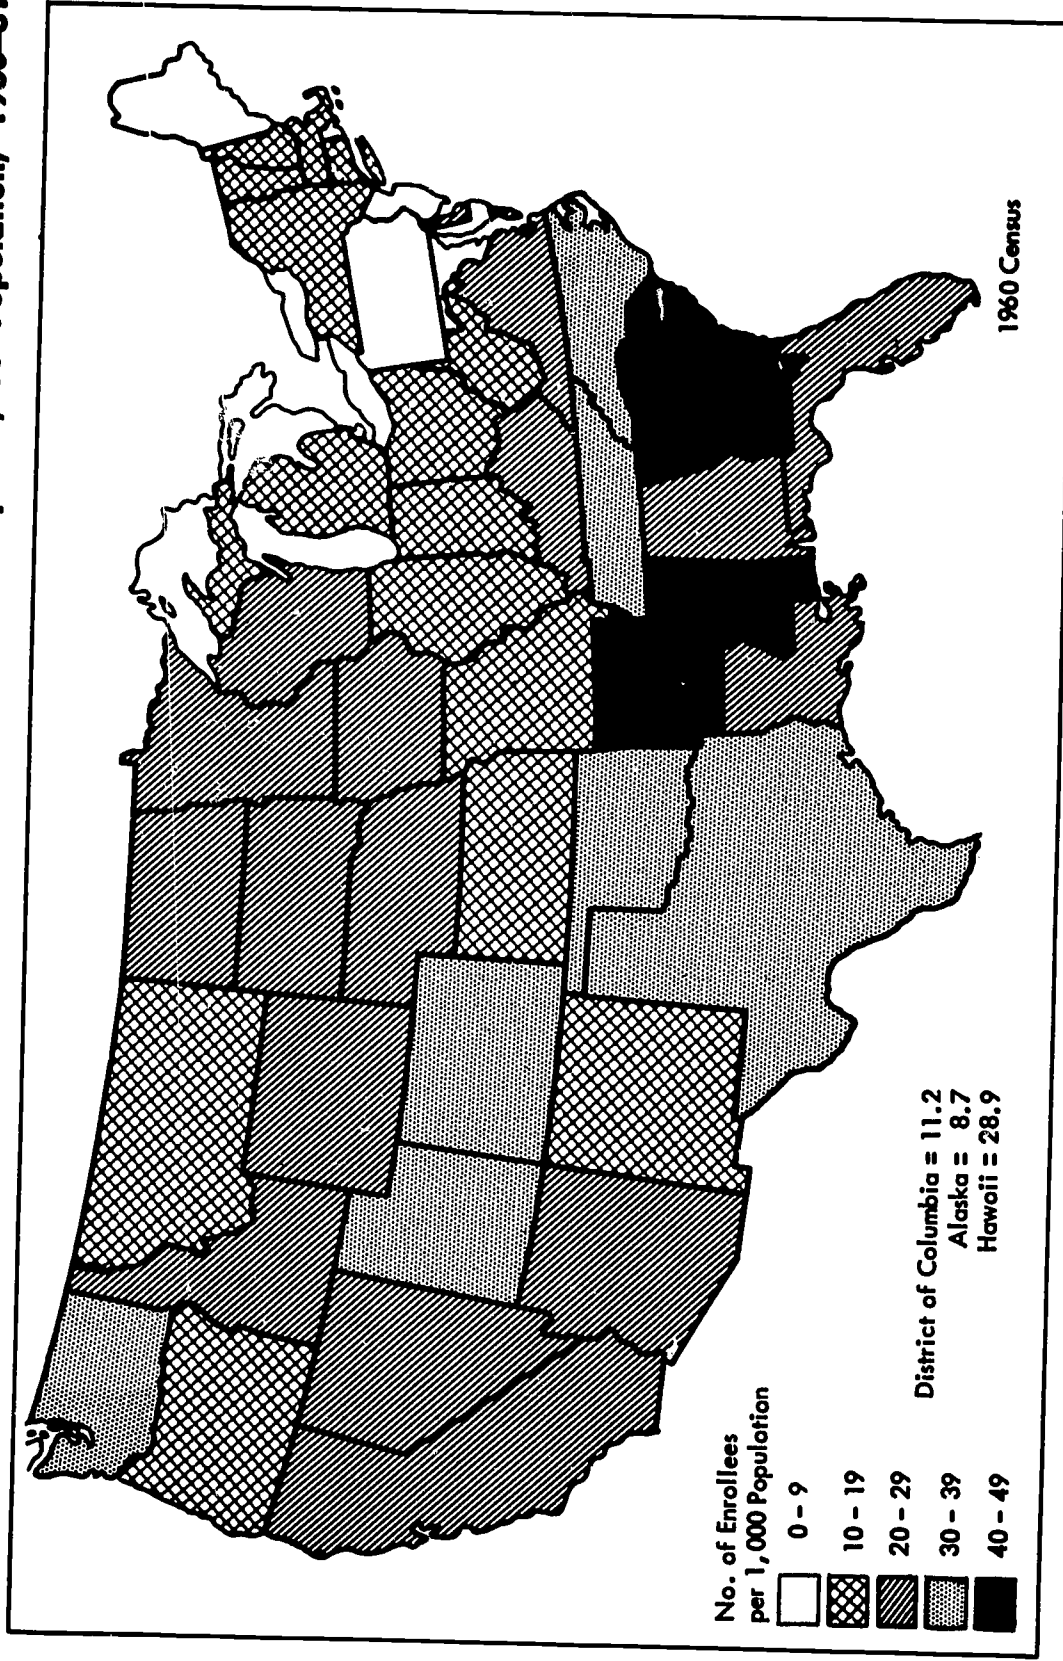 No. of Enrollees
per 1,000 Population
0 - 9
10 - 19
20 - 29
30 - 39
40 - 49
District of Columbia = 11.2
Alaska = 8.7
Hawaii = 28.9
1960 Census